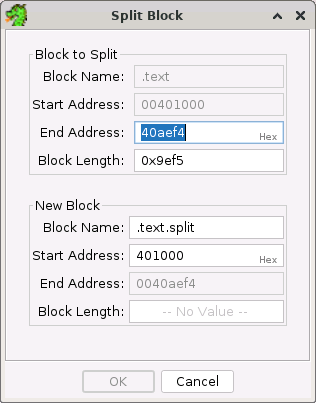 Split Block
Block to Split
Block Name: .text
Start Address: 00401000
End Address: 40aef4 Hex
Block Length: 0x9ef5
New Block
Block Name: .text.split
Start Address: 401000 Hex
End Address: 0040aef4
Block Length: -- No Value --
OK Cancel